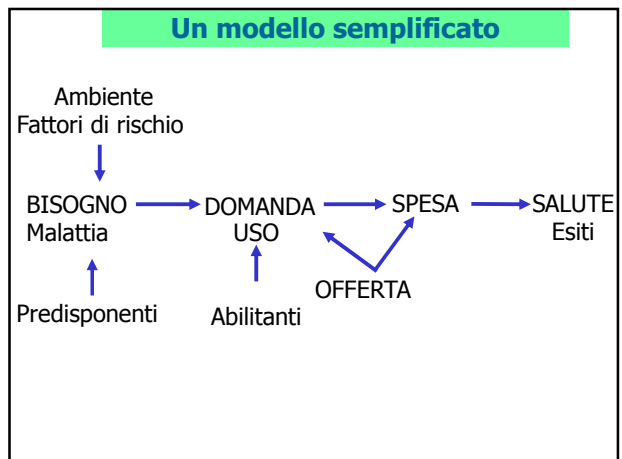 Un modello semplificato
Ambiente
Fattori di rischio
BISOGNO
Malattia
DOMANDA
USO
SPESA
SALUTE
Esiti
OFFERTA
Predisponenti
Abilitanti